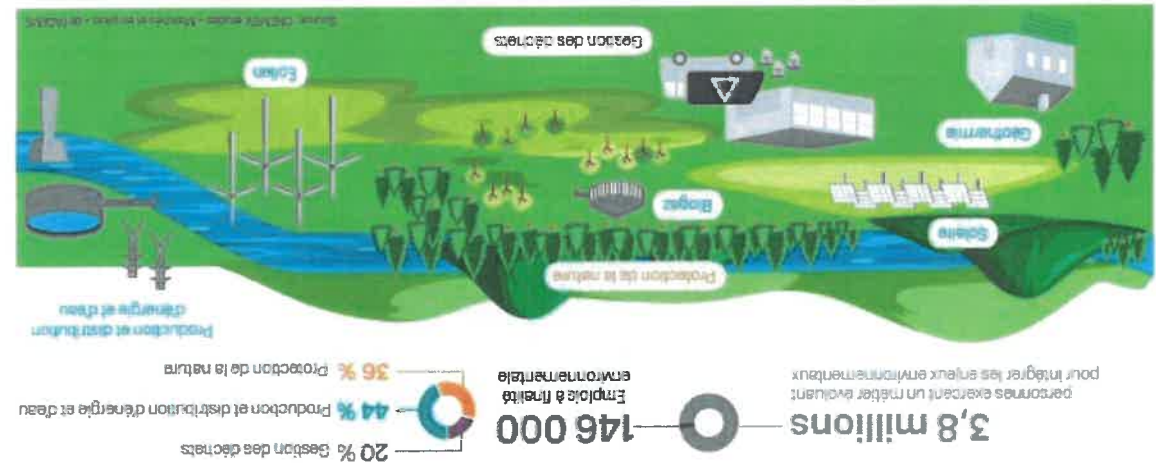 3,8 millions
personnes exercent un métier évoluant
pour intégrer les enjeux environnementaux
146 000
Emplois à finalité
environnementale
20 % Gestion des déchets
44 % Production et distribution d'énergie et d'eau
36 % Protection de la nature
Production et distribution
d'énergie et d'eau
Protection de la nature
Solaire
Biogaz
Géothermie
Éolien
Gestion des déchets